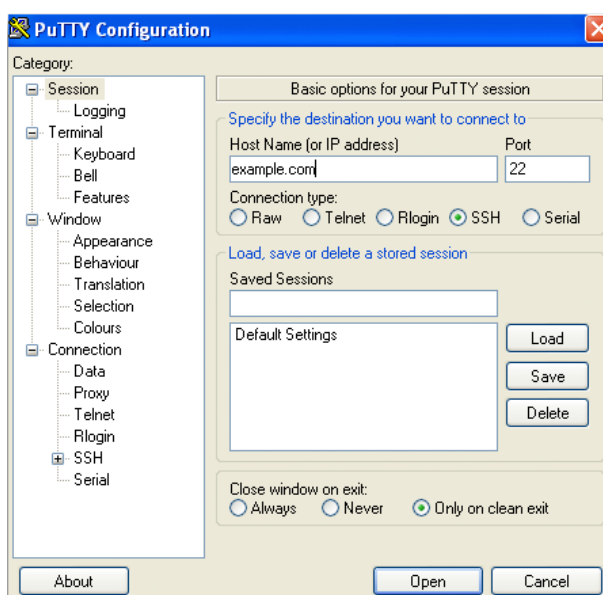 PuTTY Configuration
Category:
Session
Logging
Terminal
Keyboard
Bell
Features
Window
Appearance
Behaviour
Translation
Selection
Colours
Connection
Data
Proxy
Telnet
Rlogin
SSH
Serial
Basic options for your PuTTY session
Specify the destination you want to connect to
Host Name (or IP address) Port
example.com 22
Connection type:
Raw Telnet Rlogin SSH Serial
Load, save or delete a stored session
Saved Sessions
Default Settings
Load
Save
Delete
Close window on exit:
Always Never Only on clean exit
About Open Cancel